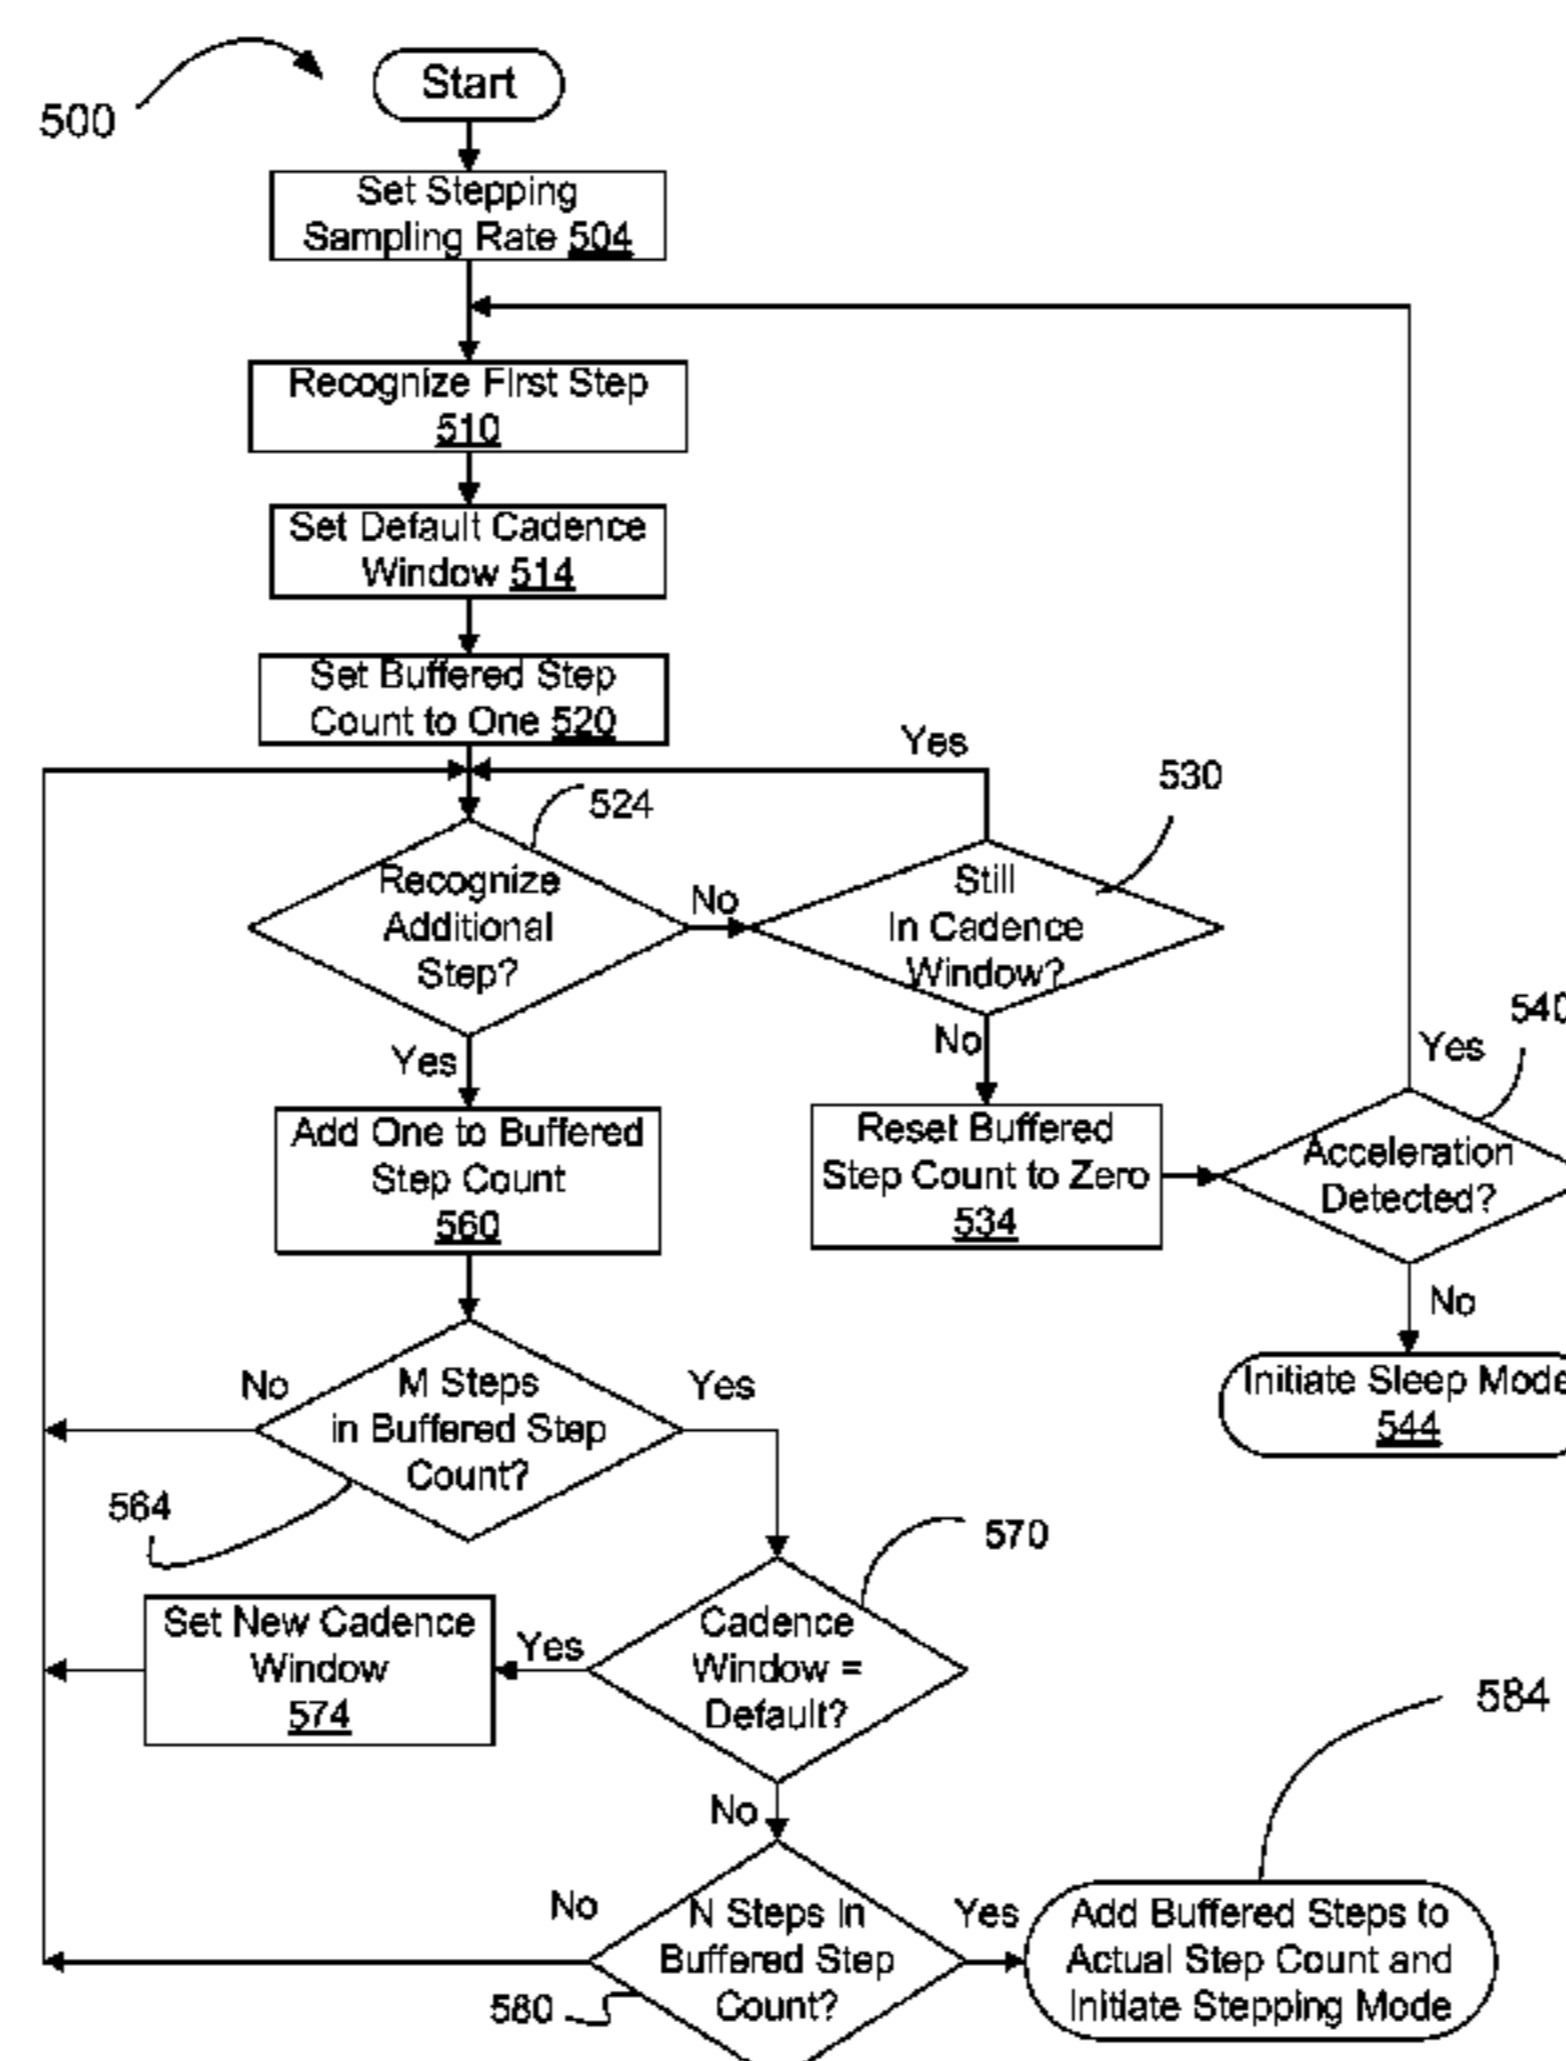 500
Start
Set Stepping
Sampling Rate 504
Recognize First Step
510
Set Default Cadence
Window 514
Set Buffered Step
Count to One 520
Yes
530
524
Recognize
Additional
Step?
No
Still
In Cadence
Window?
Yes
No
540
Yes
Add One to Buffered
Step Count
560
Reset Buffered
Step Count to Zero
534
Acceleration
Detected?
No
Initiate Sleep Mode
544
No
M Steps
in Buffered Step
Count?
Yes
564
570
Set New Cadence
Window
574
Yes
Cadence
Window =
Default?
584
No
No
N Steps In
Buffered Step
Count?
Yes
580
Add Buffered Steps to
Actual Step Count and
Initiate Stepping Mode